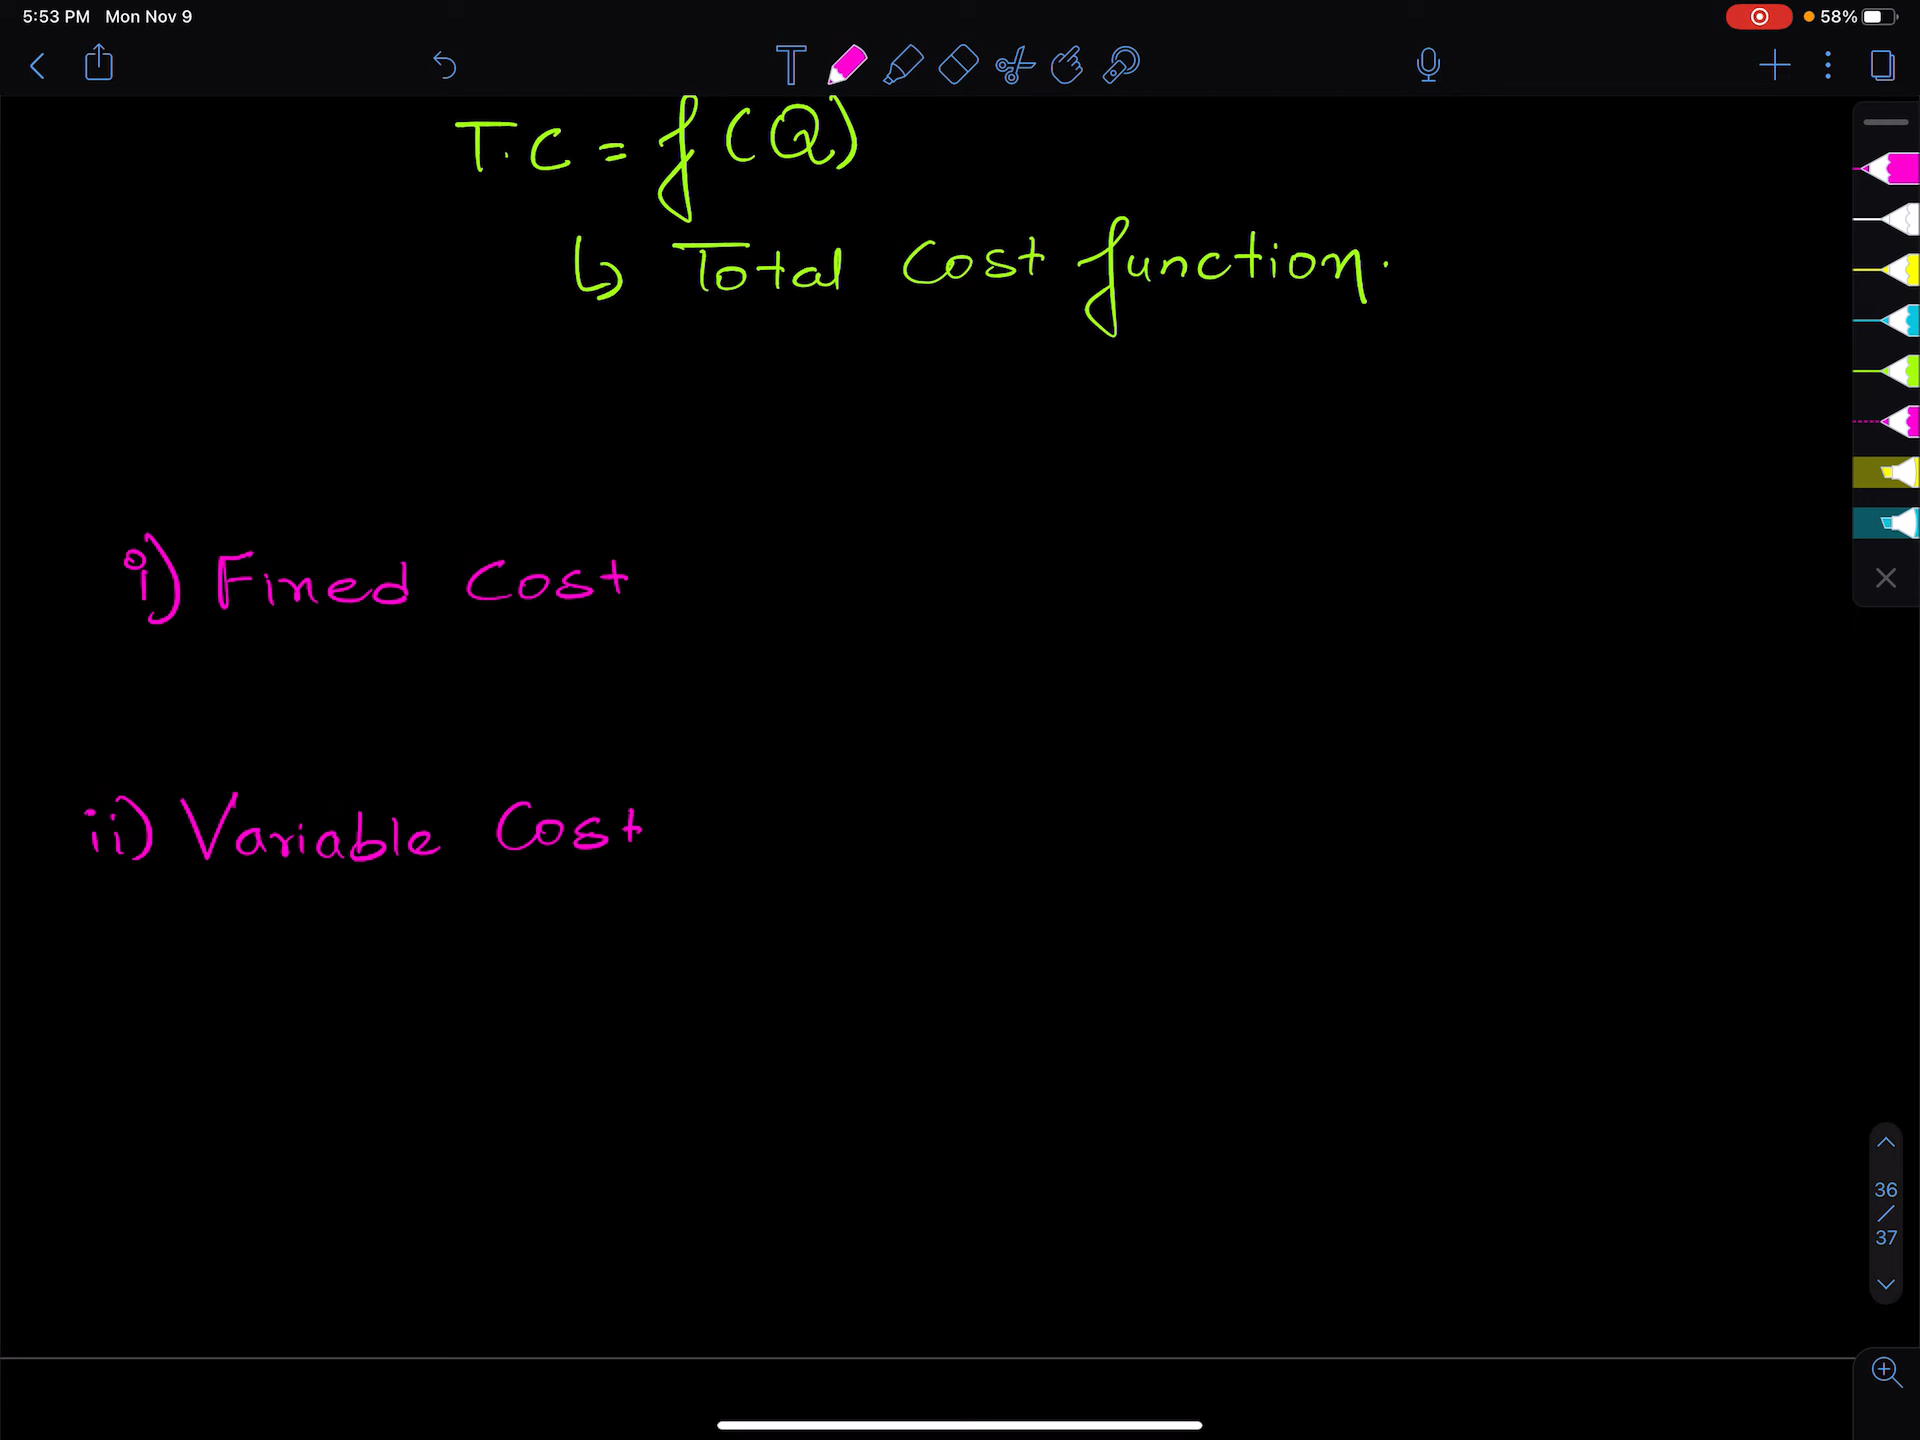 5:53 PM Mon Nov 9
58%
T.C = f(Q)
↳ Total Cost function.
i) Fixed Cost
ii) Variable Cost
36
/
37